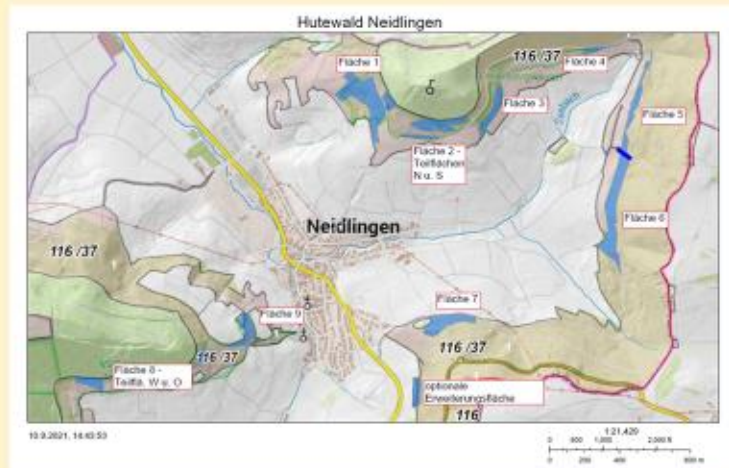 Hutewald Neidlingen
116 /37
Fläche 4
Fläche 1
Fläche 3
Fläche 5
Fläche 2 -
Teilflächen
N u. S
Neidlingen
Fläche 6
116 /37
Fläche 7
Fläche 9
116 /37
116 /37
Fläche 8 -
Teilflä. W u. O
optionale
Erweiterungsfläche
116
10.9.2021, 14:43:53
1:21,429